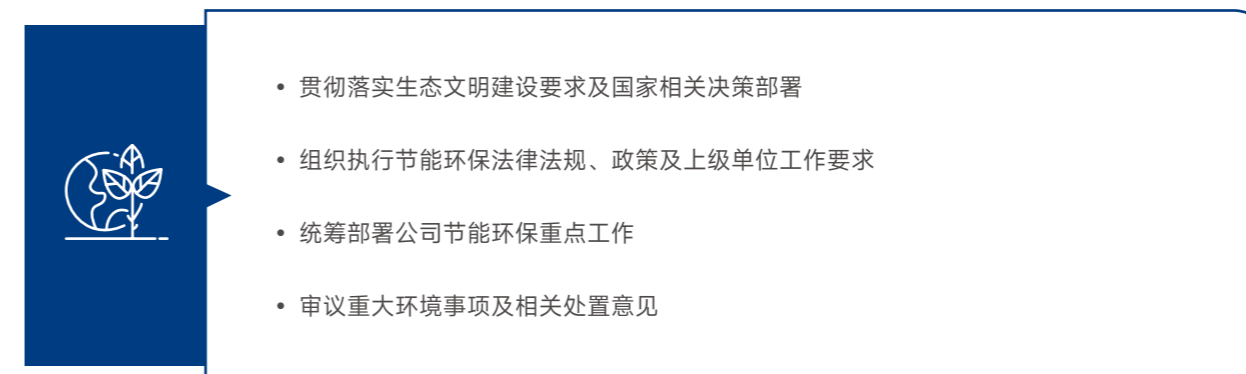 • 贯彻落实生态文明建设要求及国家相关决策部署
• 组织执行节能环保法律法规、政策及上级单位工作要求
• 统筹部署公司节能环保重点工作
• 审议重大环境事项及相关处置意见